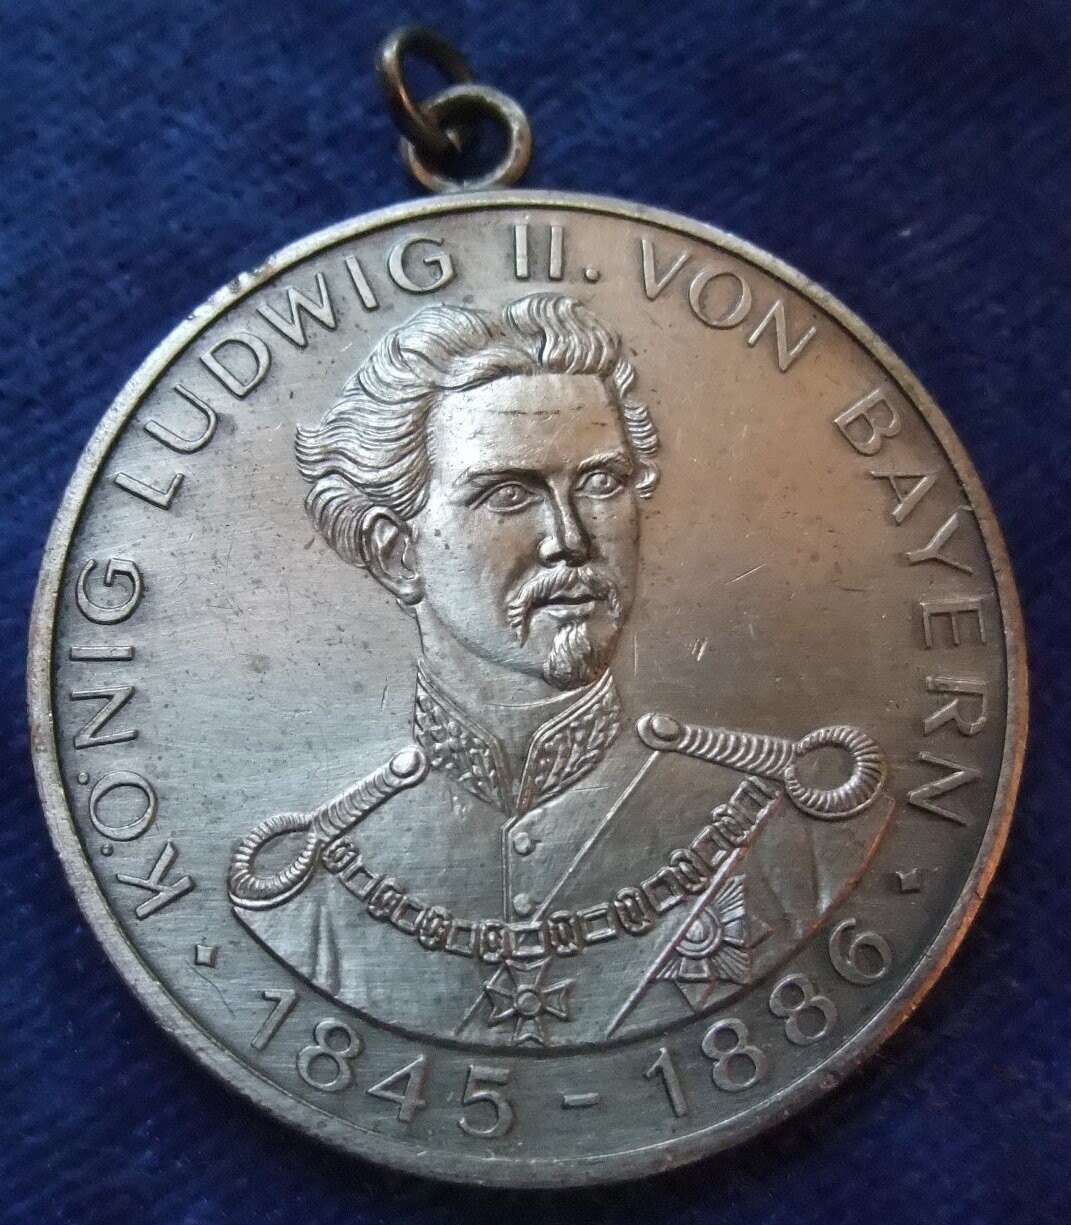 KÖNIG LUDWIG II. VON BAYERN
· 1845 - 1886 ·